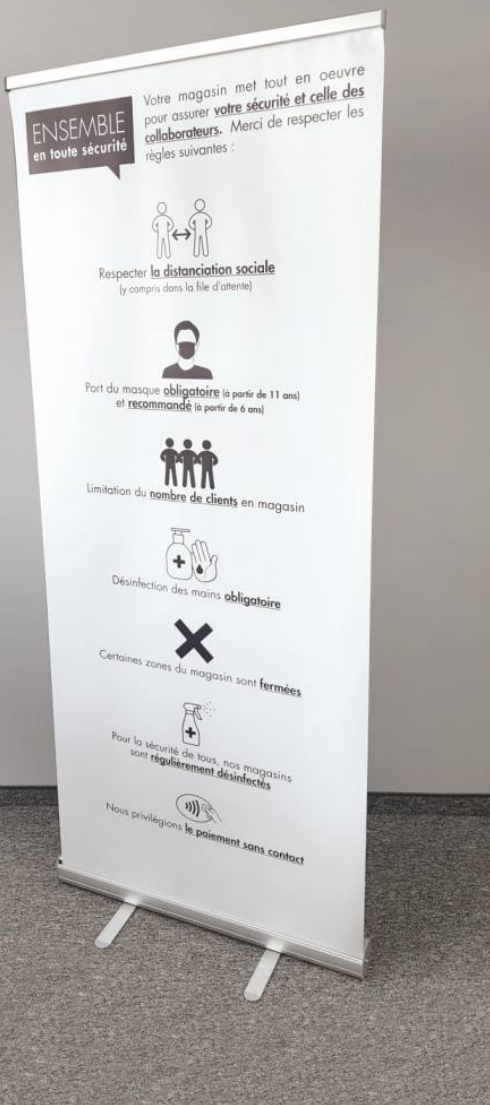 ENSEMBLE
en toute sécurité
Votre magasin met tout en oeuvre
pour assurer votre sécurité et celle des
collaborateurs. Merci de respecter les
règles suivantes :
Respecter la distanciation sociale
(y compris dans la file d'attente)
Port du masque obligatoire (à partir de 11 ans)
et recommandé (à partir de 6 ans)
Limitation du nombre de clients en magasin
Désinfection des mains obligatoire
Certaines zones du magasin sont fermées
Pour la sécurité de tous, nos magasins
sont régulièrement désinfectés
Nous privilégions le paiement sans contact